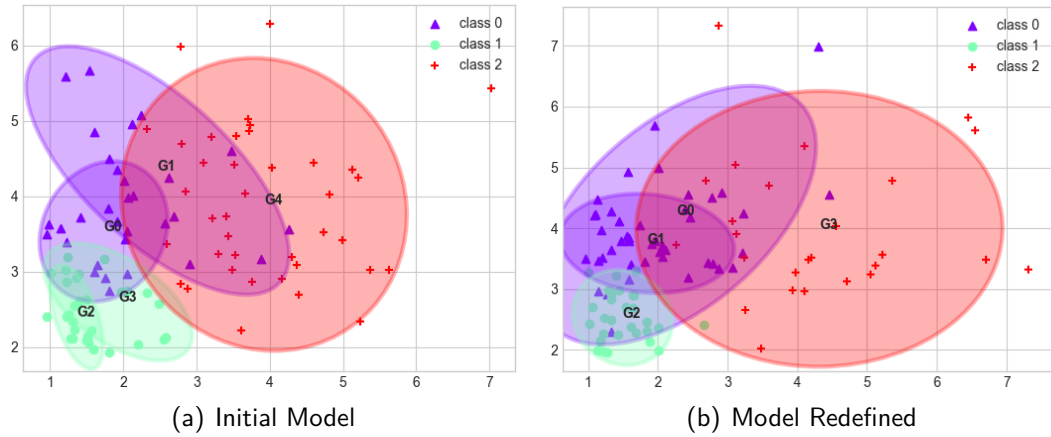 class 0
class 1
class 2
6
5
4
3
2
G1
G4
G0
G3
G2
1 2 3 4 5 6 7
(a) Initial Model
class 0
class 1
class 2
7
6
5
4
3
2
G0
G3
G1
G2
1 2 3 4 5 6 7
(b) Model Redefined